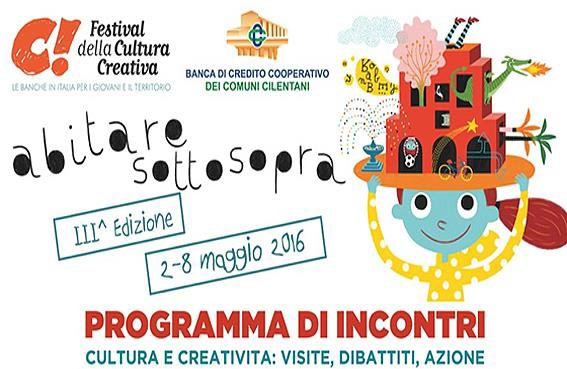 C!
Festival
della Cultura
Creativa
LE BANCHE IN ITALIA PER I GIOVANI E IL TERRITORIO
BANCA DI CREDITO COOPERATIVO
DEI COMUNI CILENTANI
abitare
sottosopra
III^ Edizione
2-8 maggio 2016
PROGRAMMA DI INCONTRI
CULTURA E CREATIVITA: VISITE, DIBATTITI, AZIONE